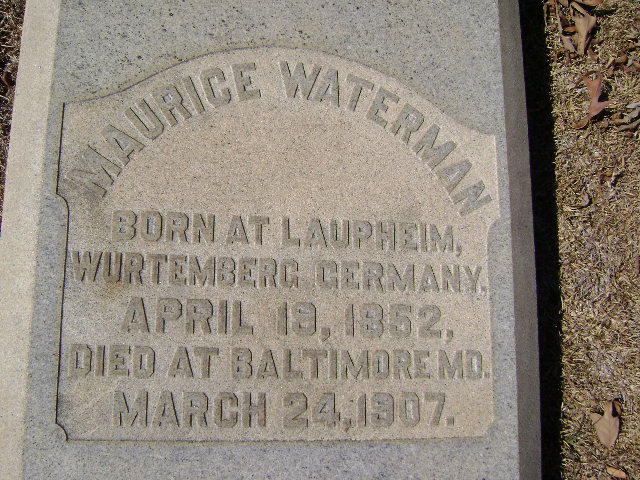 MAURICE WATERMAN
BORN AT LAUPHEIM,
WURTEMBERG GERMANY.
APRIL 19, 1852,
DIED AT BALTIMORE MD.
MARCH 24, 1907.